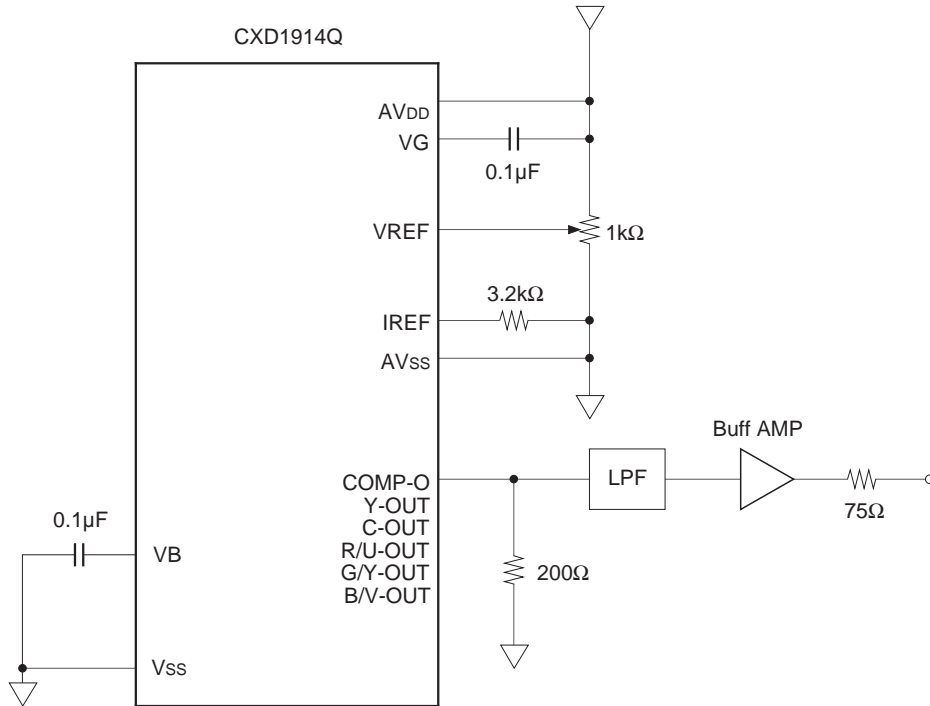 CXD1914Q
AVDD
VG
0.1µF
VREF
1kΩ
3.2kΩ
IREF
AVSS
Buff AMP
COMP-O
LPF
Y-OUT
75Ω
C-OUT
0.1µF
R/U-OUT
VB
G/Y-OUT
200Ω
B/V-OUT
VSS